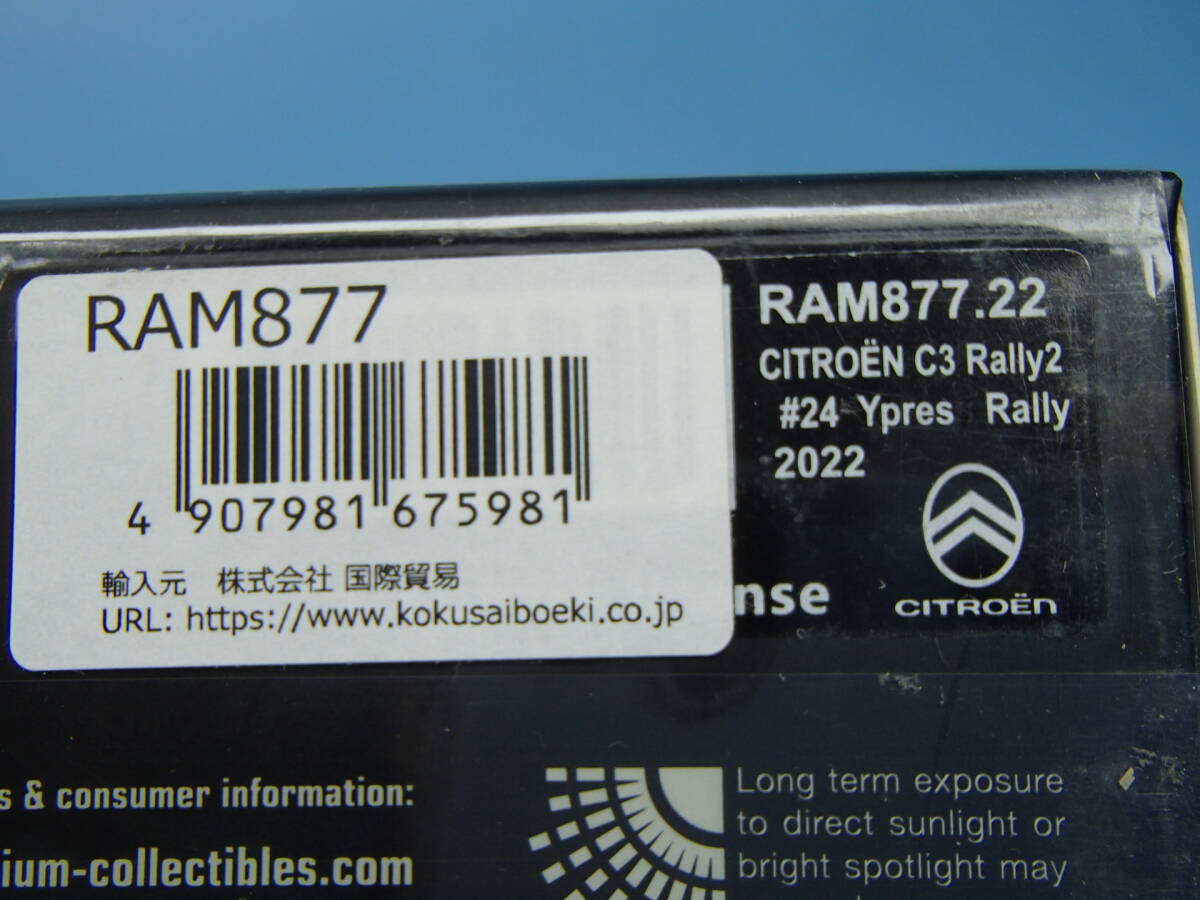 RAM877
4 907981 675981
輸入元 株式会社 国際貿易
URL: https://www.kokusaiboeki.co.jp
RAM877.22
CITROËN C3 Rally2
#24 Ypres Rally
2022
nse
CITROËN
s & consumer information:
ium-collectibles.com
Long term exposure
to direct sunlight or
bright spotlight may